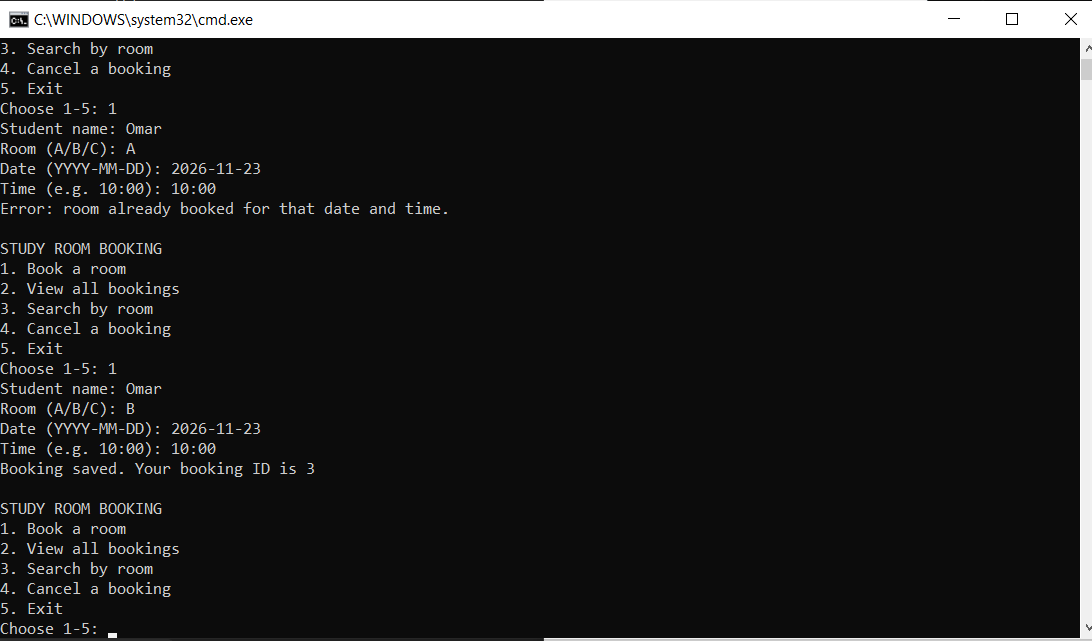 C:\WINDOWS\system32\cmd.exe
3. Search by room
4. Cancel a booking
5. Exit
Choose 1-5: 1
Student name: Omar
Room (A/B/C): A
Date (YYYY-MM-DD): 2026-11-23
Time (e.g. 10:00): 10:00
Error: room already booked for that date and time.
STUDY ROOM BOOKING
1. Book a room
2. View all bookings
3. Search by room
4. Cancel a booking
5. Exit
Choose 1-5: 1
Student name: Omar
Room (A/B/C): B
Date (YYYY-MM-DD): 2026-11-23
Time (e.g. 10:00): 10:00
Booking saved. Your booking ID is 3
STUDY ROOM BOOKING
1. Book a room
2. View all bookings
3. Search by room
4. Cancel a booking
5. Exit
Choose 1-5: